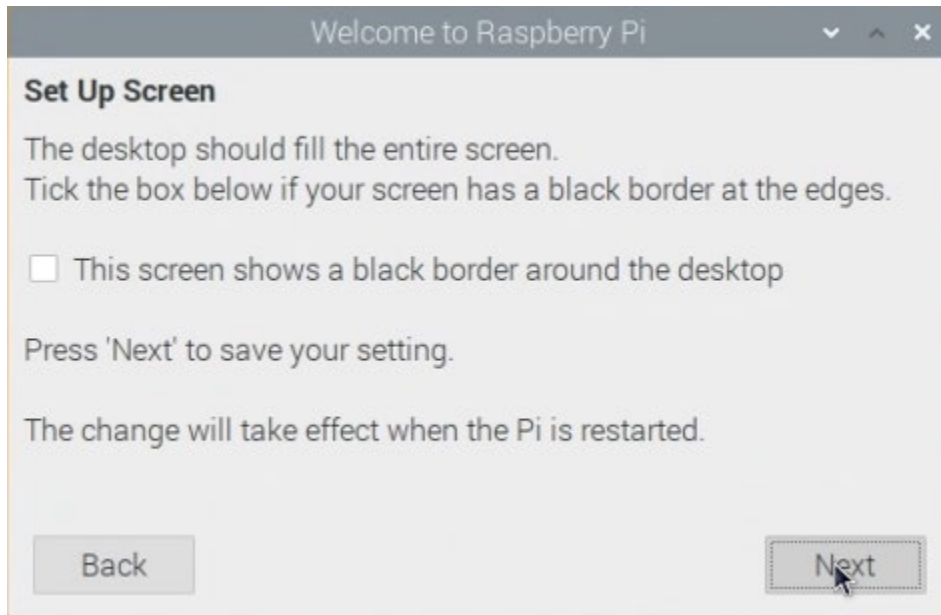 Welcome to Raspberry Pi
Set Up Screen
The desktop should fill the entire screen.
Tick the box below if your screen has a black border at the edges.
This screen shows a black border around the desktop
Press 'Next' to save your setting.
The change will take effect when the Pi is restarted.
Back Next